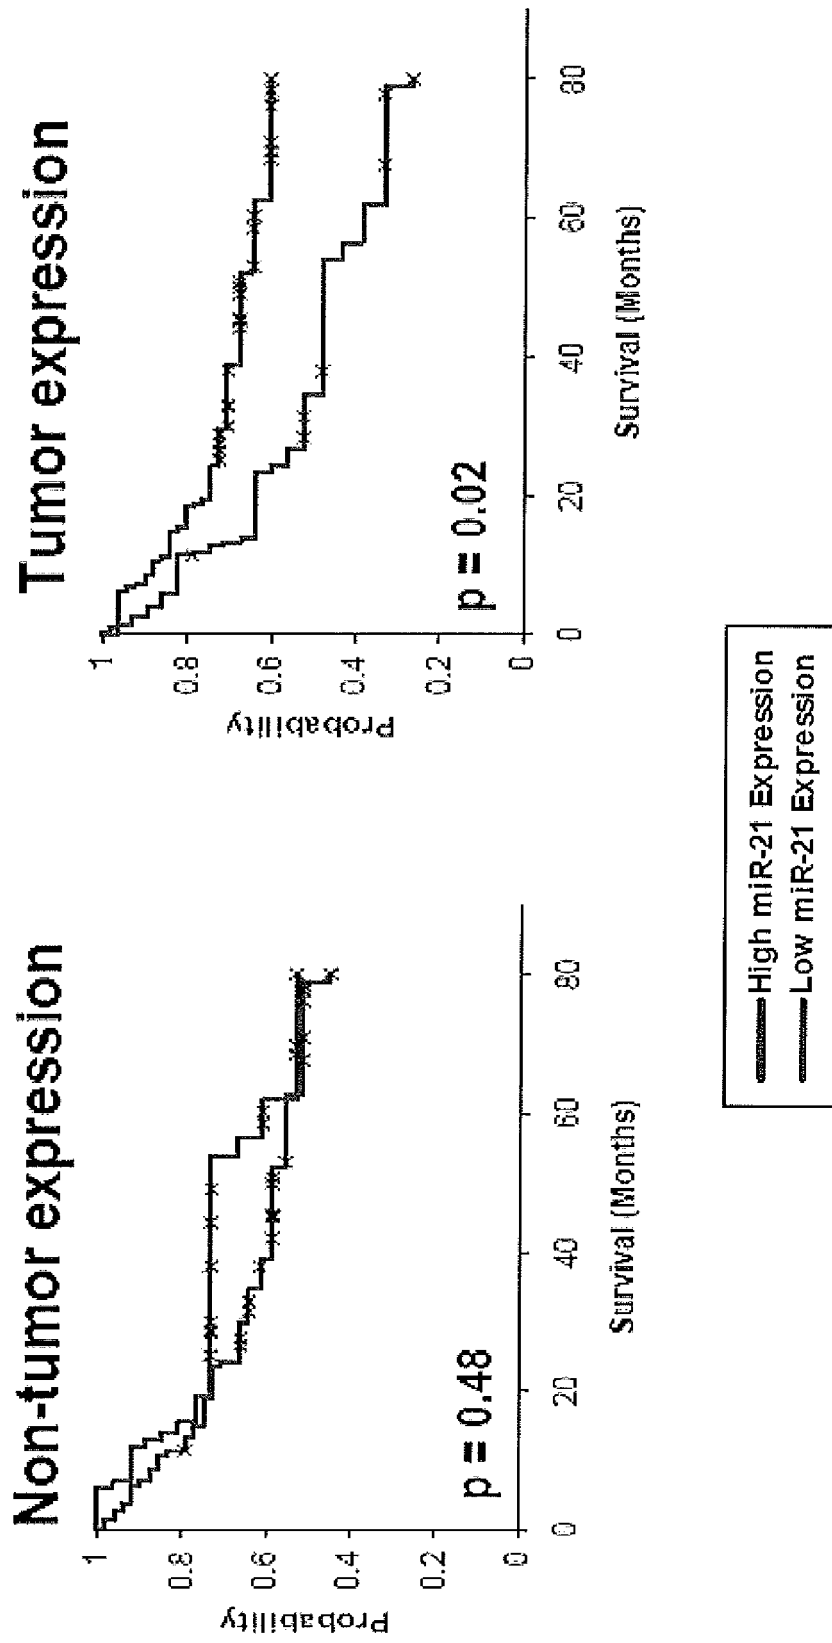 Non-tumor expression
Probability
1
0.8
0.6
0.4
0.2
0
p = 0.48
0
20
40
60
80
Survival (Months)
Tumor expression
Probability
1
0.8
0.6
0.4
0.2
0
p = 0.02
0
20
40
60
80
Survival (Months)
High miR-21 Expression
Low miR-21 Expression